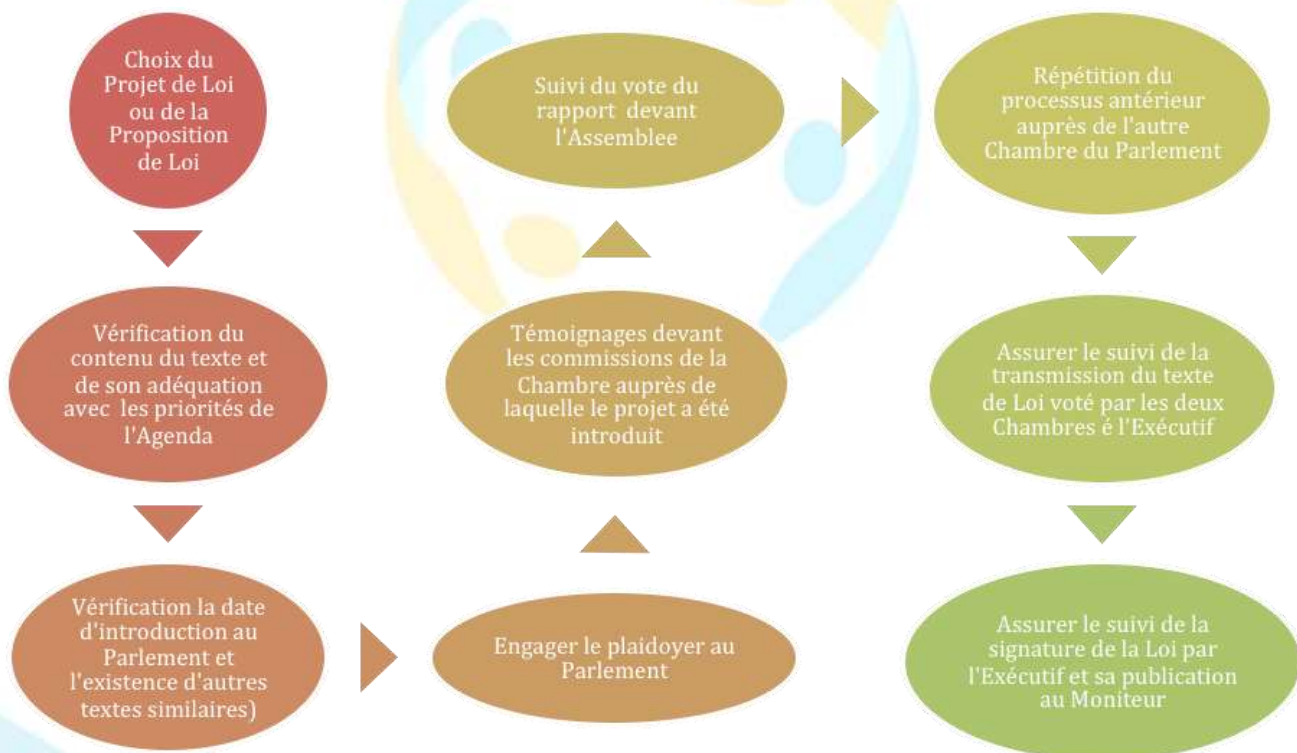 Choix du
Projet de Loi
ou de la
Proposition
de Loi
Vérification du
contenu du texte et
de son adéquation
avec les priorités de
l'Agenda
Vérification la date
d'introduction au
Parlement et
l'existence d'autres
textes similaires)
Engager le plaidoyer au
Parlement
Témoignages devant
les commissions de la
Chambre auprès de
laquelle le projet a été
introduit
Suivi du vote du
rapport devant
l'Assemblee
Répétition du
processus antérieur
auprès de l'autre
Chambre du Parlement
Assurer le suivi de la
transmission du texte
de Loi voté par les deux
Chambres é l'Exécutif
Assurer le suivi de la
signature de la Loi par
l'Exécutif et sa publication
au Moniteur